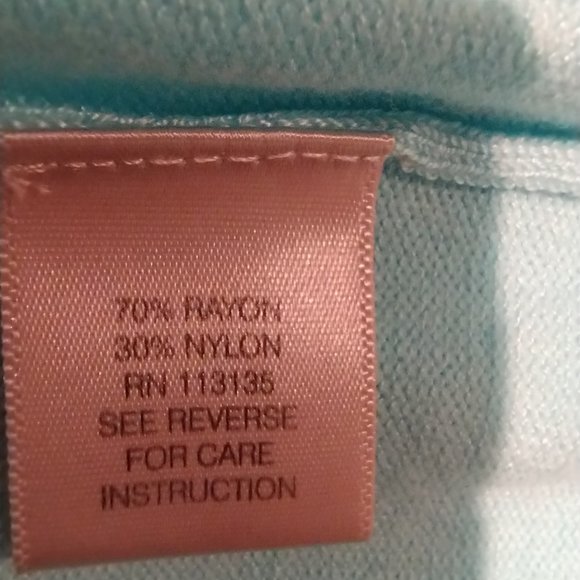 70% RAYON
30% NYLON
RN 113135
SEE REVERSE
FOR CARE
INSTRUCTION